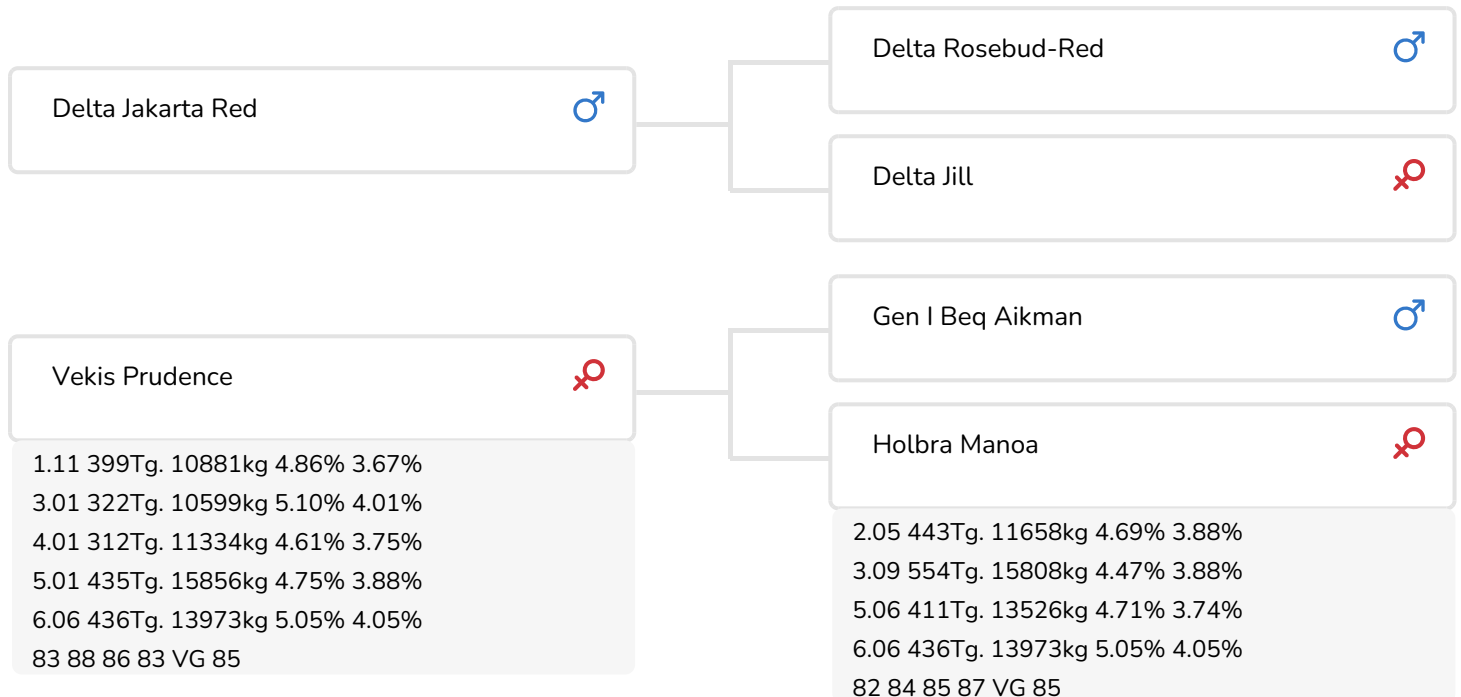 Delta Jakarta Red
Vekis Prudence
1.11 399Tg. 10881kg 4.86% 3.67%
3.01 322Tg. 10599kg 5.10% 4.01%
4.01 312Tg. 11334kg 4.61% 3.75%
5.01 435Tg. 15856kg 4.75% 3.88%
6.06 436Tg. 13973kg 5.05% 4.05%
83 88 86 83 VG 85
Delta Rosebud-Red
Delta Jill
Gen I Beq Aikman
Holbra Manoa
2.05 443Tg. 11658kg 4.69% 3.88%
3.09 554Tg. 15808kg 4.47% 3.88%
5.06 411Tg. 13526kg 4.71% 3.74%
6.06 436Tg. 13973kg 5.05% 4.05%
82 84 85 87 VG 85